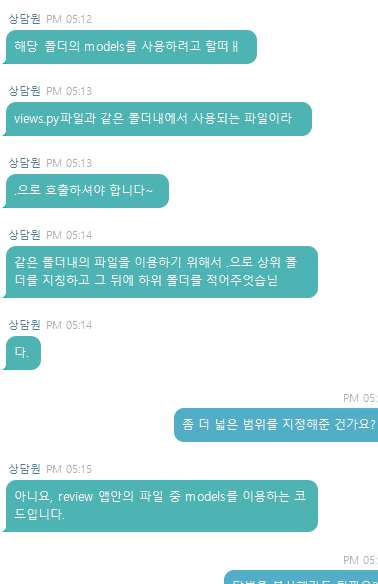 상담원 PM 05:12
해당 폴더의 models를 사용하려고 할떄ㅐ
상담원 PM 05:13
views.py파일과 같은 폴더내에서 사용되는 파일이라
상담원 PM 05:13
.으로 호출하셔야 합니다~
상담원 PM 05:14
같은 폴더내의 파일을 이용하기 위해서 .으로 상위 폴
더를 지칭하고 그 뒤에 하위 폴더를 적어주엇습닏
상담원 PM 05:14
다.
PM 05:
좀 더 넓은 범위를 지정해준 건가요?
상담원 PM 05:15
아니요, review 앱안의 파일 중 models를 이용하는 코
드입니다.
PM 05: